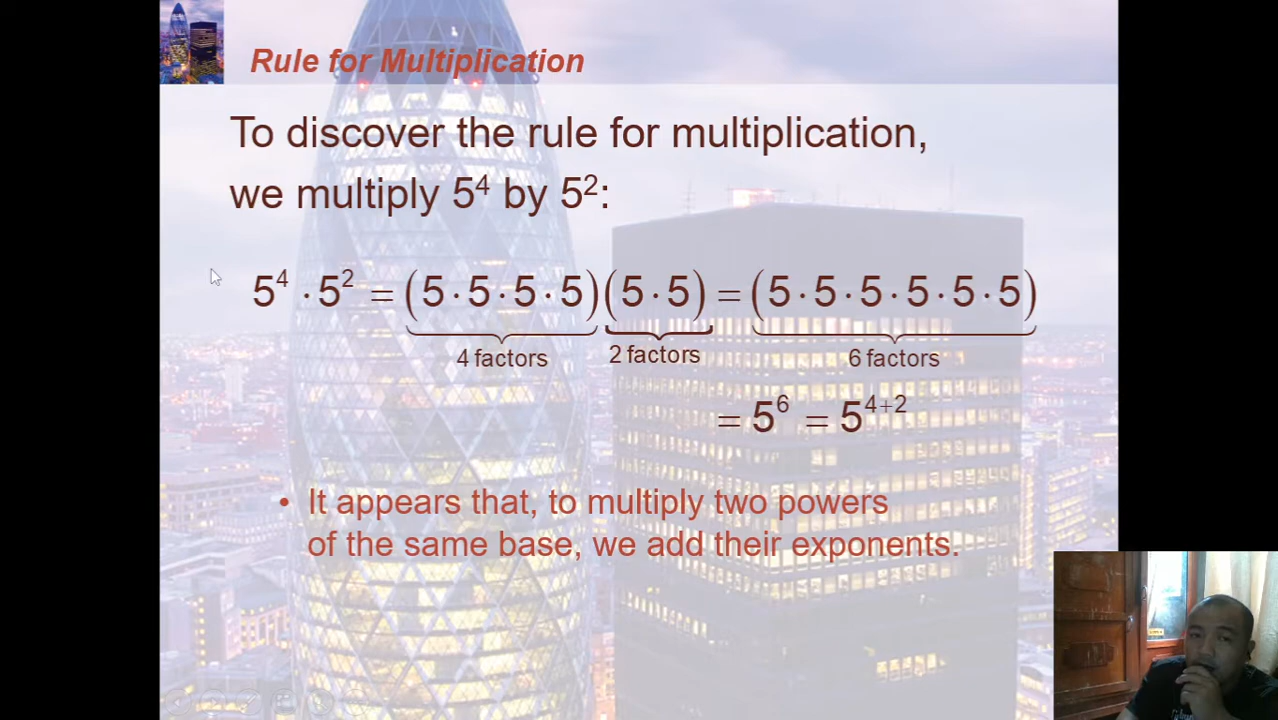 Rule for Multiplication
To discover the rule for multiplication,
we multiply 5⁴ by 5²:
5⁴ · 5² = (5 · 5 · 5 · 5)(5 · 5) = (5 · 5 · 5 · 5 · 5 · 5)
4 factors 2 factors 6 factors
= 5⁶ = 5⁴⁺²
• It appears that, to multiply two powers
of the same base, we add their exponents.